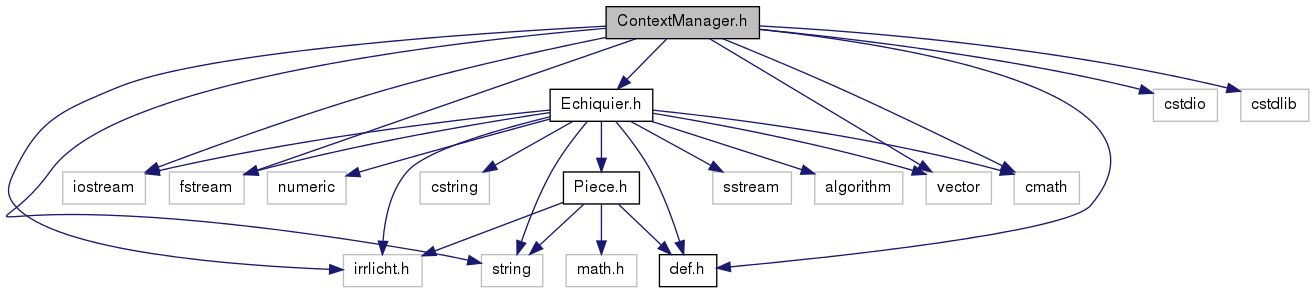 ContextManager.h
Echiquier.h
cstdio
cstdlib
iostream
fstream
numeric
cstring
Piece.h
sstream
algorithm
vector
cmath
irrlicht.h
string
math.h
def.h